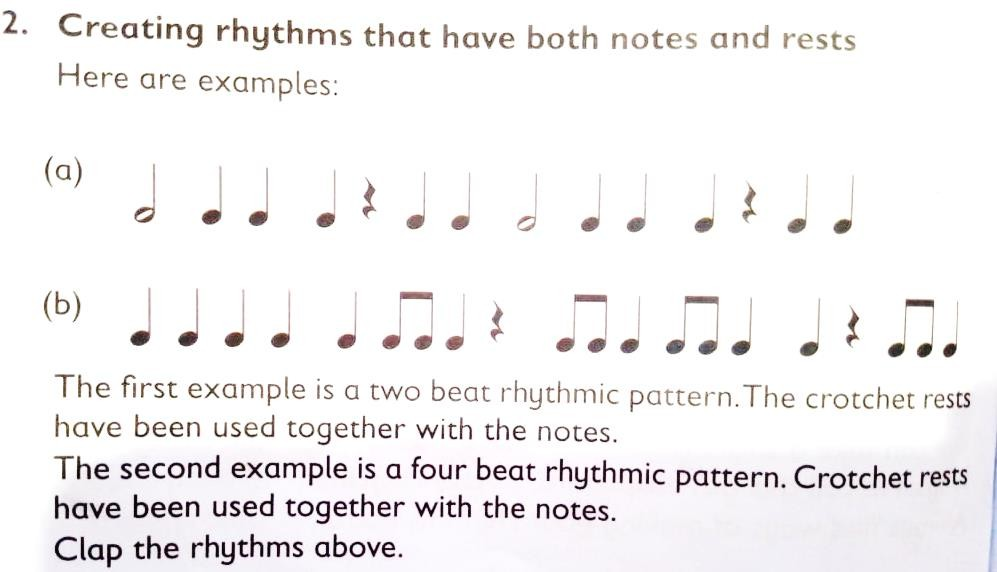 2. Creating rhythms that have both notes and rests
Here are examples:
(a)
(b)
The first example is a two beat rhythmic pattern. The crotchet rests
have been used together with the notes.
The second example is a four beat rhythmic pattern. Crotchet rests
have been used together with the notes.
Clap the rhythms above.